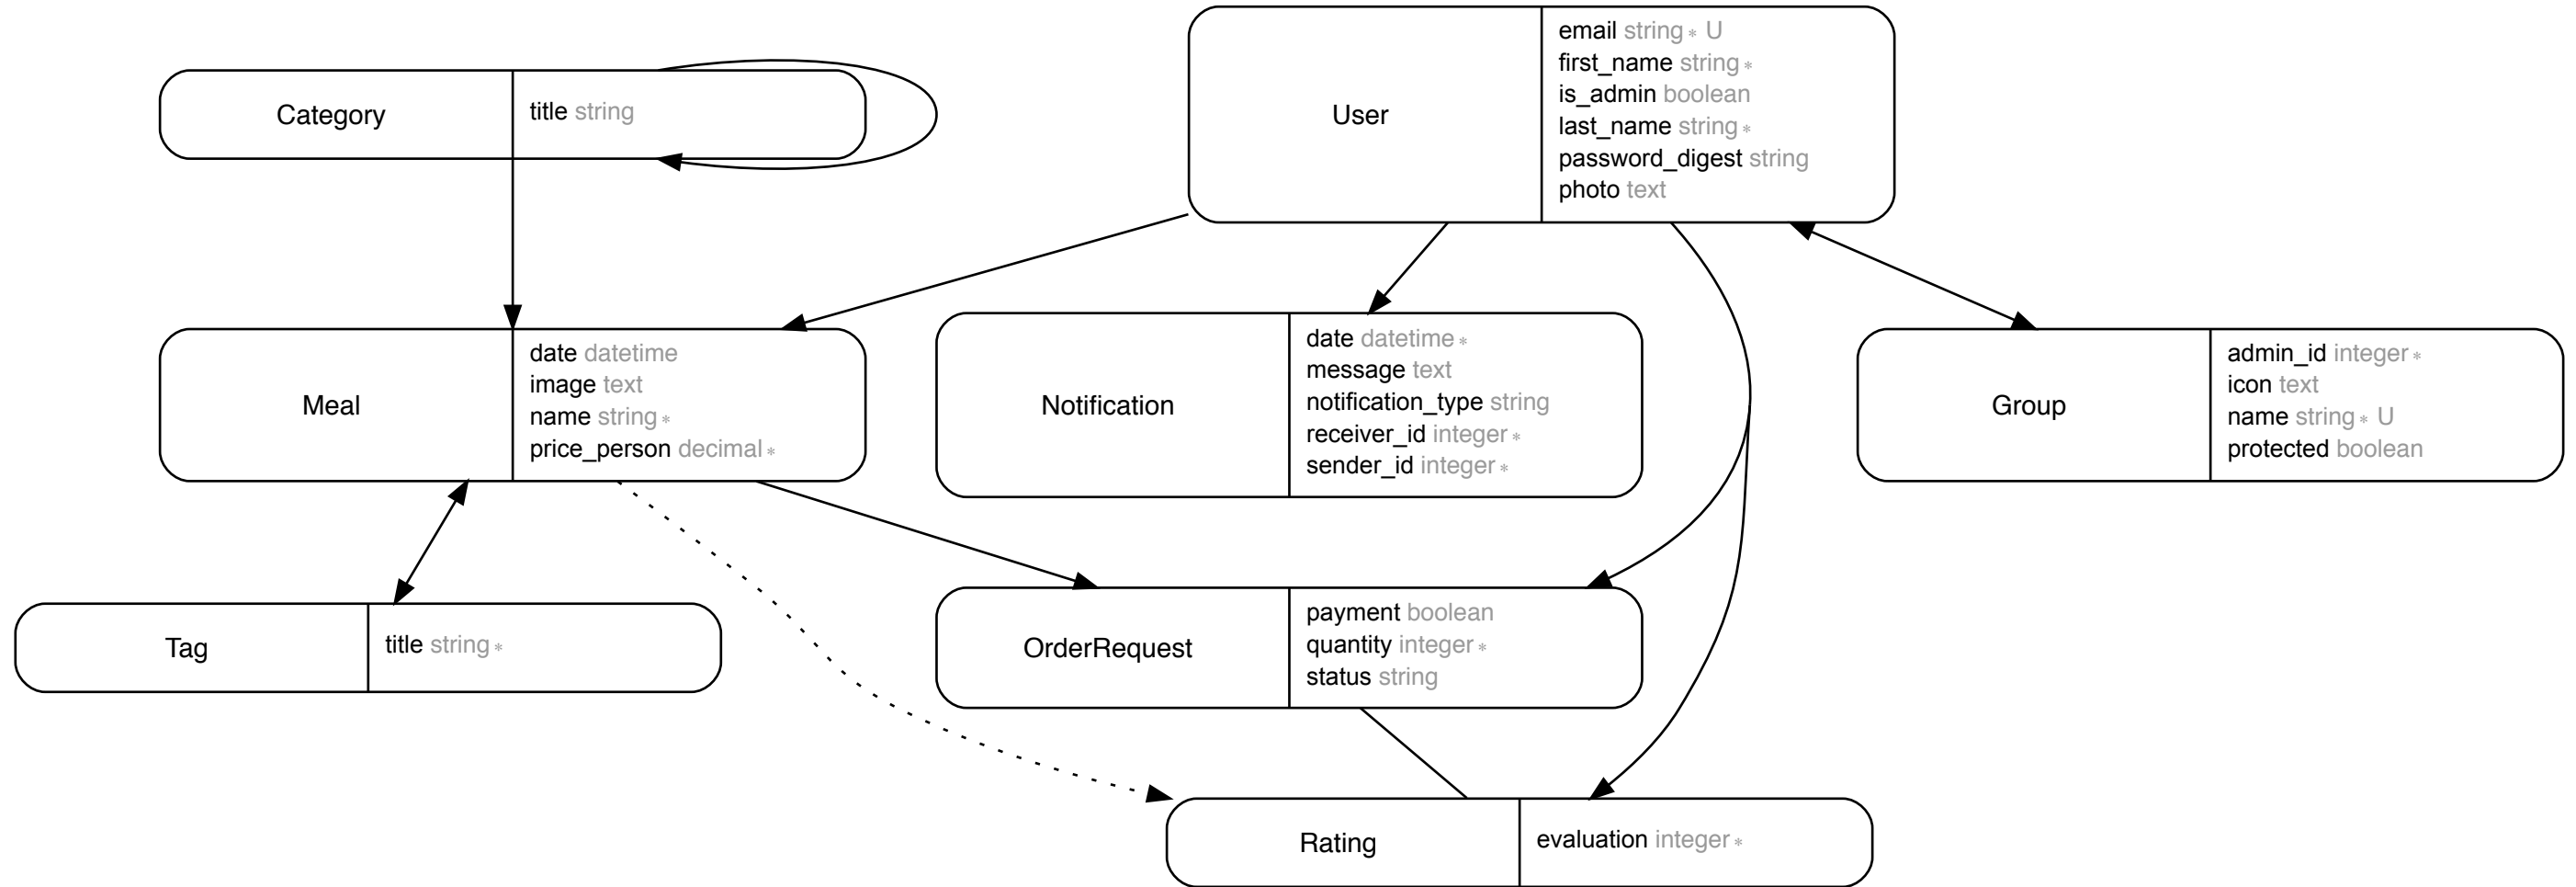 Category
title string
User
email string∗ U
first_name string∗
is_admin boolean
last_name string∗
password_digest string
photo text
Meal
date datetime
image text
name string∗
price_person decimal∗
Notification
date datetime∗
message text
notification_type string
receiver_id integer∗
sender_id integer∗
Group
admin_id integer∗
icon text
name string∗ U
protected boolean
Tag
title string∗
OrderRequest
payment boolean
quantity integer∗
status string
Rating
evaluation integer∗